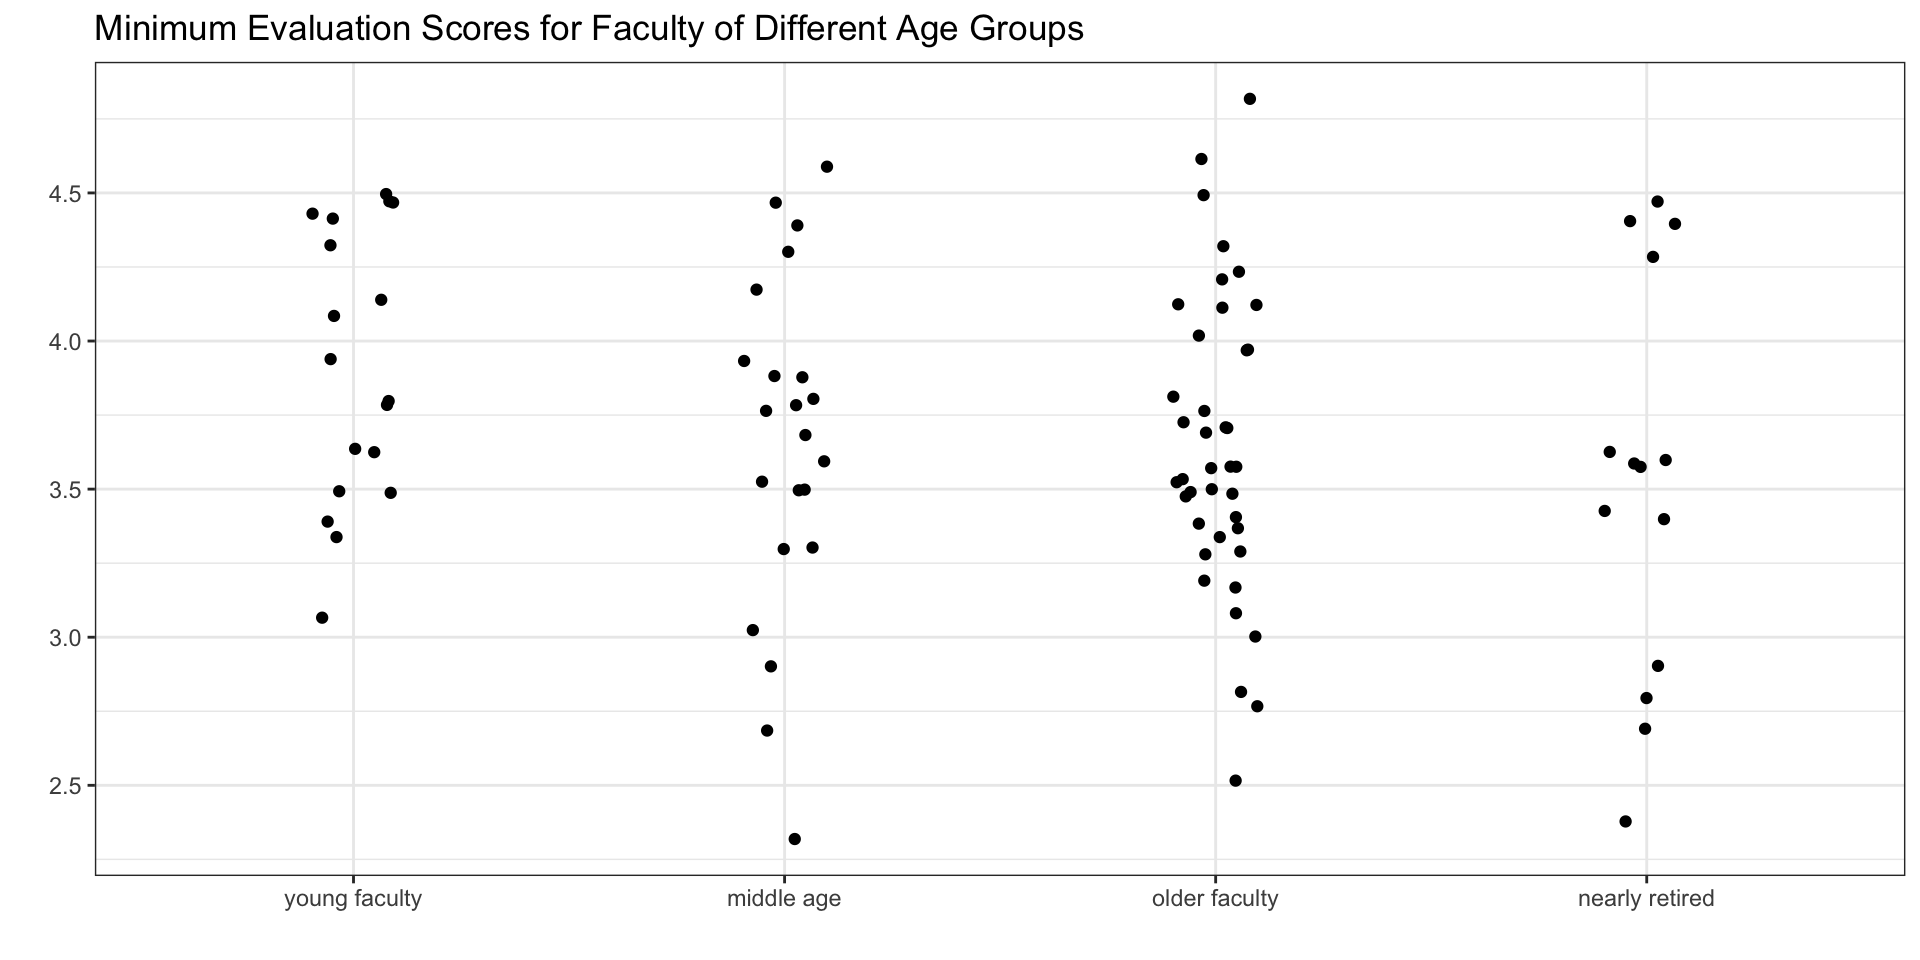 Minimum Evaluation Scores for Faculty of Different Age Groups
4.5
4.0
3.5
3.0
2.5
young faculty middle age older faculty nearly retired